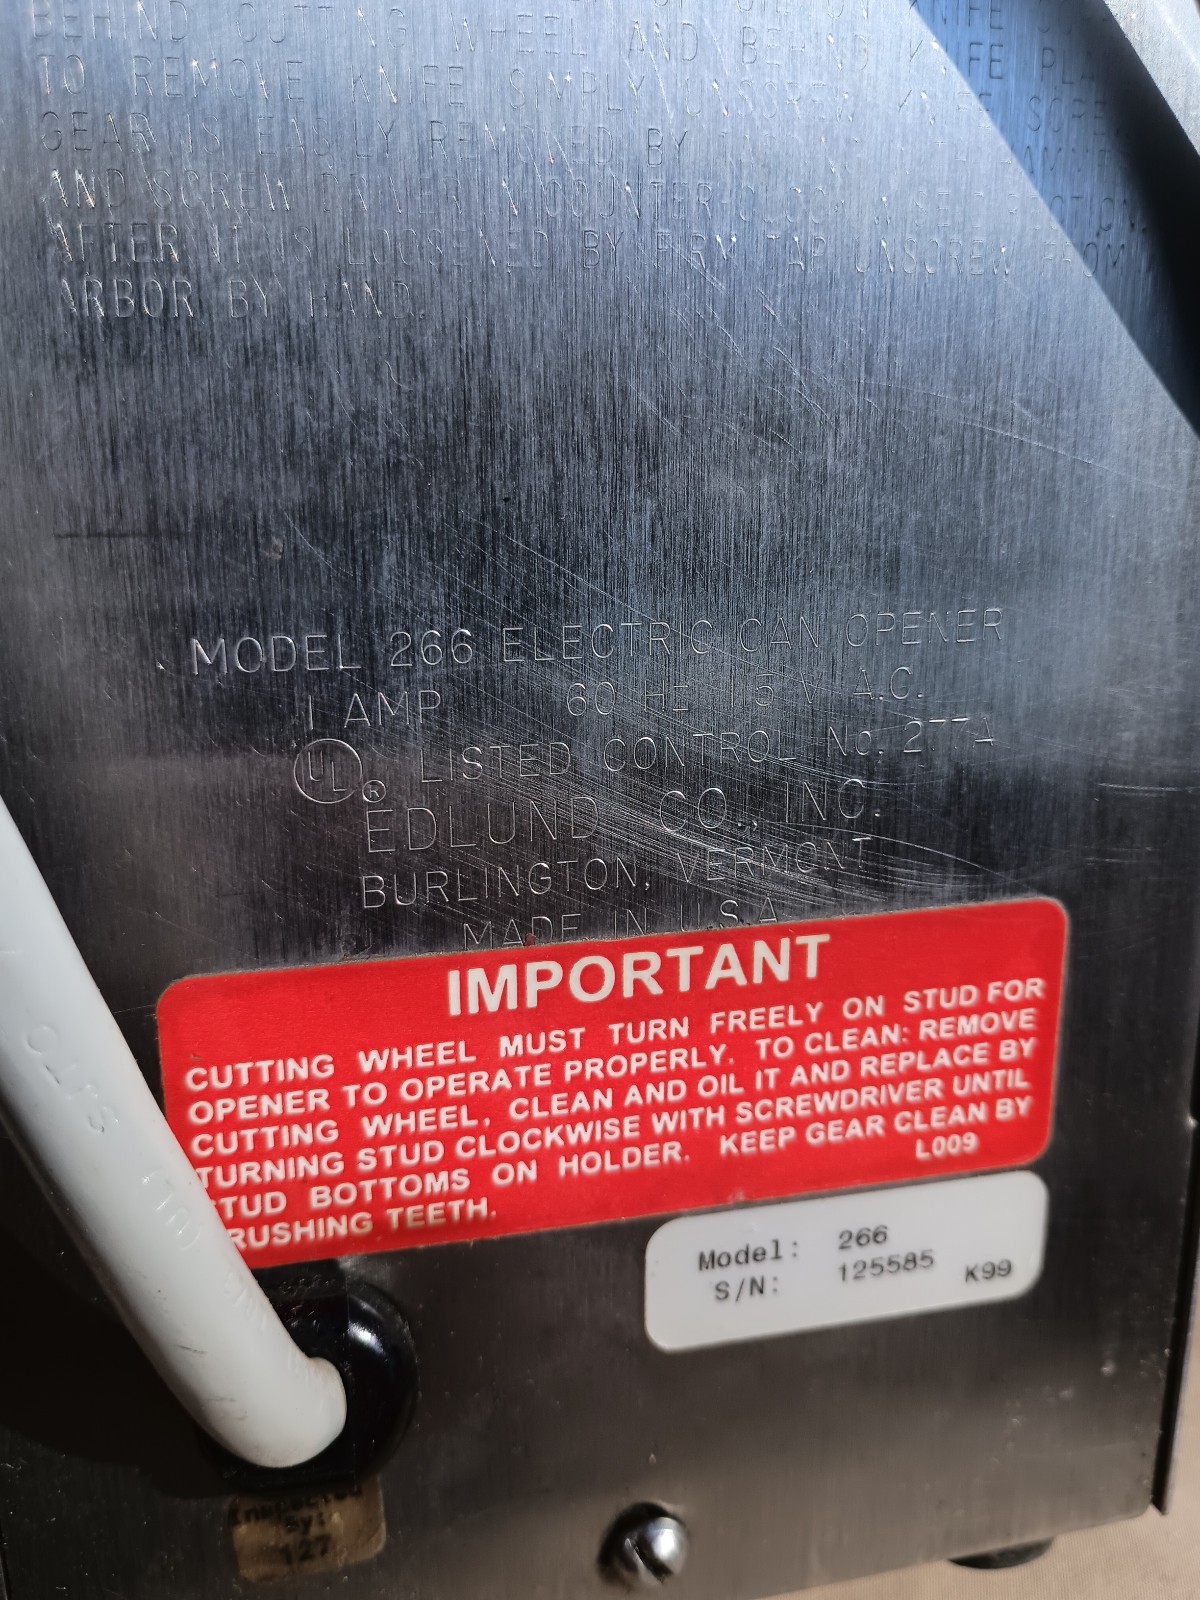 BEHIND CUTTING WHEEL AND BEHIND KNIFE
TO REMOVE KNIFE SIMPLY UNSCREW KNIFE
GEAR IS EASILY REMOVED BY
AND SCREW COUNTER-CLOCKWISE
AFTER IT IS LOOSENED BY FIRM TAP UNSCREW FROM
ARBOR BY HAND.
MODEL 266 ELECTRIC CAN OPENER
1 AMP 60 Hz V A.C.
UL® LISTED CONTROL No. 277A
EDLUND CO., INC.
BURLINGTON, VERMONT
MADE IN U.S.A.
IMPORTANT
CUTTING WHEEL MUST TURN FREELY ON STUD FOR
OPENER TO OPERATE PROPERLY. TO CLEAN: REMOVE
CUTTING WHEEL, CLEAN AND OIL IT AND REPLACE BY
TURNING STUD CLOCKWISE WITH SCREWDRIVER UNTIL
STUD BOTTOMS ON HOLDER. KEEP GEAR CLEAN BY
RUSHING TEETH. L009
Model: 266
S/N: 125585 K99
Inspected
By:
127